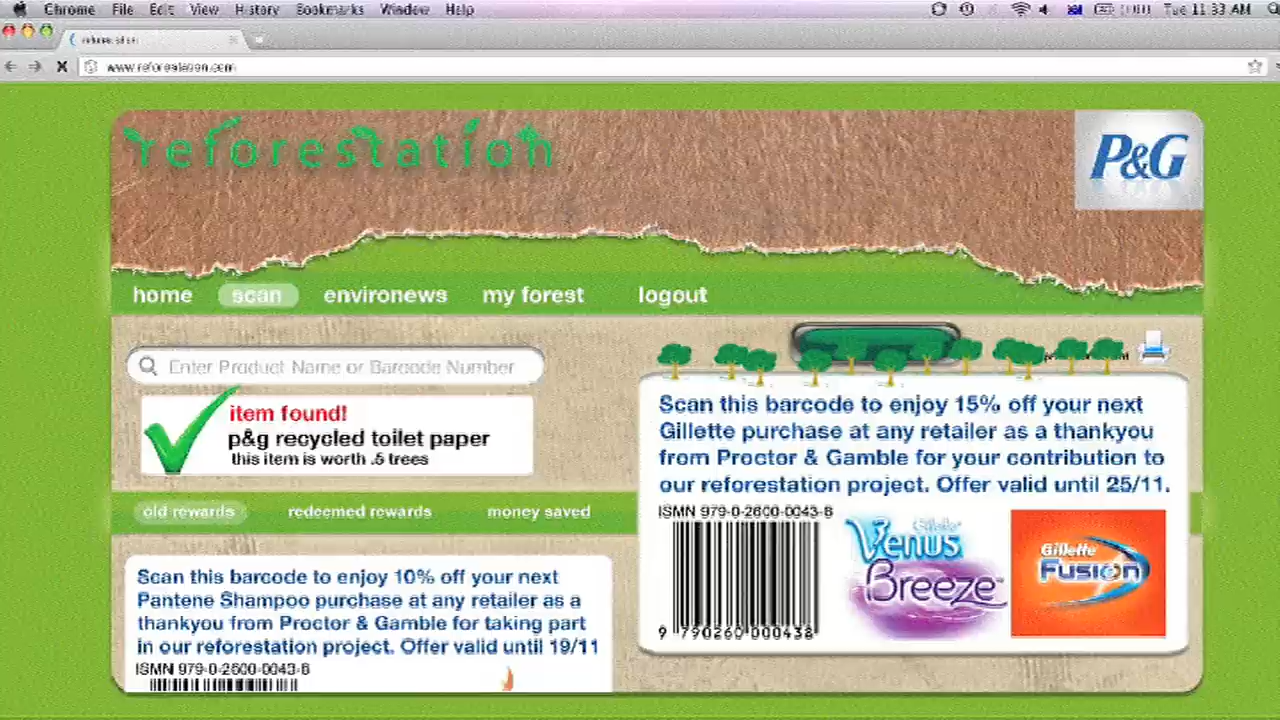 Chrome File Edit View History Bookmarks Window Help Tue 11:33 AM
reforestation
www.reforestation.com
reforestation
P&G
home scan environews my forest logout
Enter Product Name or Barcode Number
item found!
p&g recycled toilet paper
this item is worth .5 trees
Scan this barcode to enjoy 15% off your next
Gillette purchase at any retailer as a thankyou
from Proctor & Gamble for your contribution to
our reforestation project. Offer valid until 25/11.
ISMN 979-0-2600-0043-8
9 790260 000438
Gillette
Venus
Breeze
Gillette
Fusion
old rewards redeemed rewards money saved
Scan this barcode to enjoy 10% off your next
Pantene Shampoo purchase at any retailer as a
thankyou from Proctor & Gamble for taking part
in our reforestation project. Offer valid until 19/11
ISMN 979-0-2600-0043-8